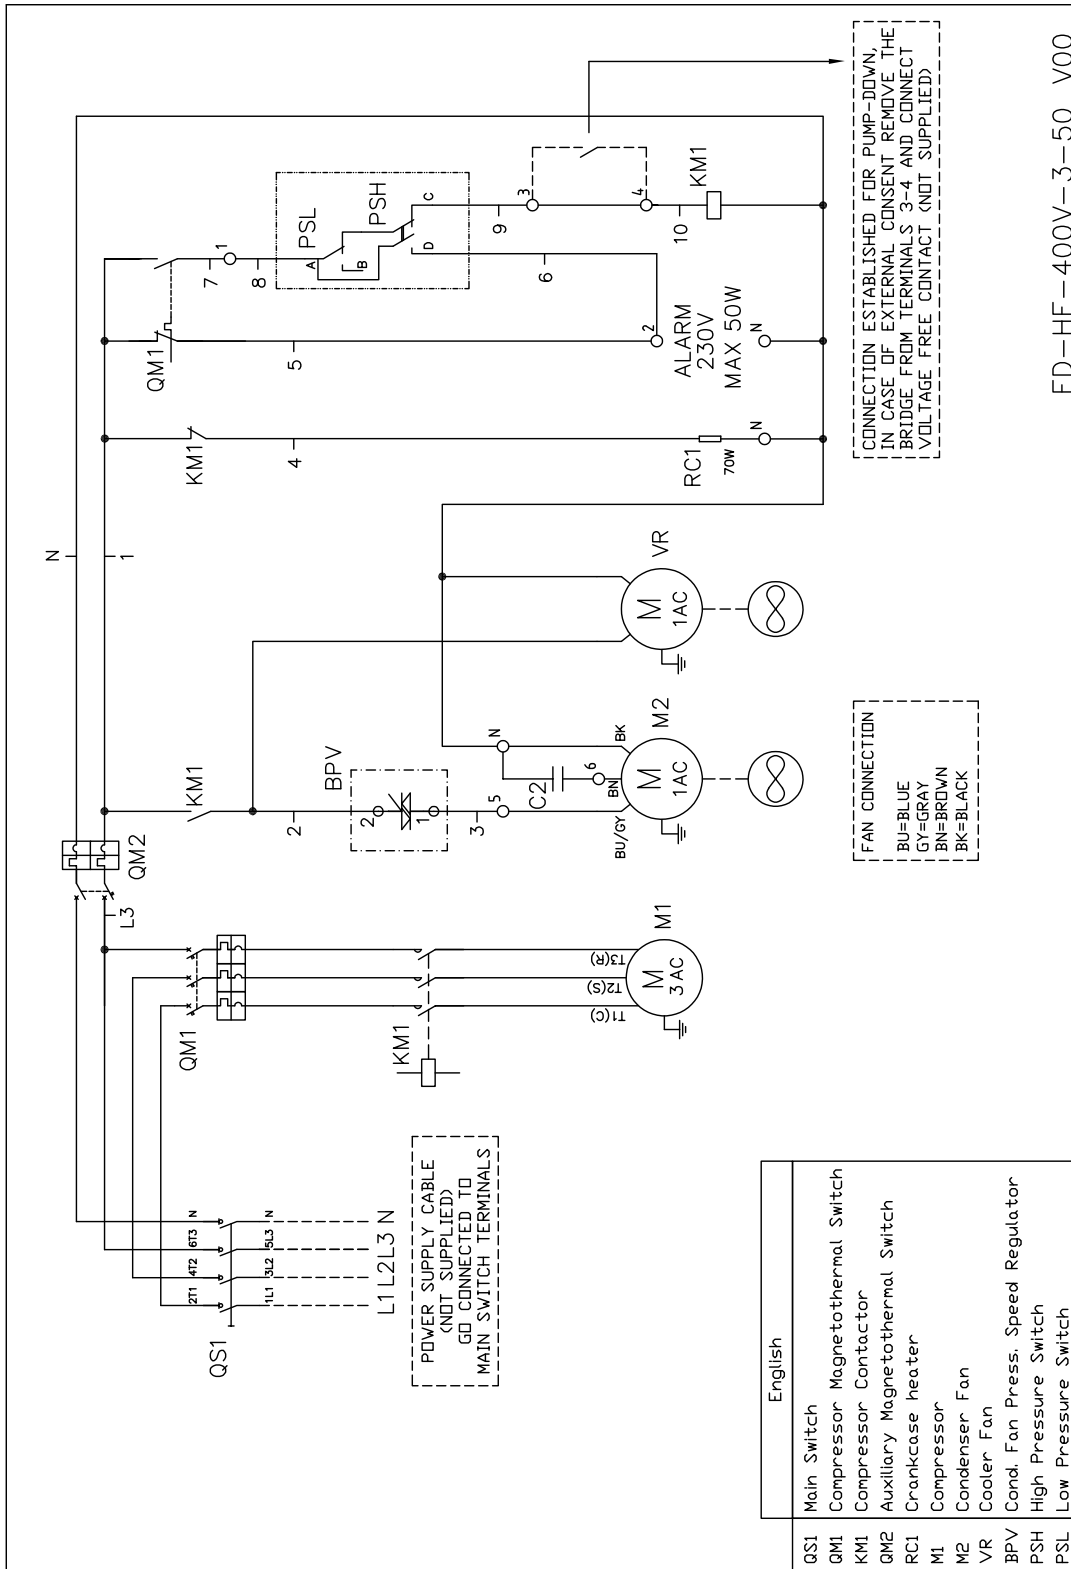 N
1
QM2
L3
QM1
KM1
T3(R)
T2(S)
T1(C)
M
3 AC
M1
2T1
4T2
6T3
N
QS1
1L1
3L2
5L3
N
L1
L2
L3
N
POWER SUPPLY CABLE
(NOT SUPPLIED)
GO CONNECTED TO
MAIN SWITCH TERMINALS
KM1
2
BPV
2
1
3
5
BU/GY
C2
6
BN
N
BK
M
1AC
M2
M
1AC
VR
FAN CONNECTION
BU=BLUE
GY=GRAY
BN=BROWN
BK=BLACK
KM1
4
RC1
70W
N
QM1
5
7
1
8
PSL
A
B
PSH
C
D
6
9
2
ALARM
230V
MAX 50W
N
3
4
10
KM1
CONNECTION ESTABLISHED FOR PUMP-DOWN,
IN CASE OF EXTERNAL CONSENT REMOVE THE
BRIDGE FROM TERMINALS 3-4 AND CONNECT
VOLTAGE FREE CONTACT (NOT SUPPLIED)
FD-HF-400V-3-50 V00
English
QS1 Main Switch
QM1 Compressor Magnetothermal Switch
KM1 Compressor Contactor
QM2 Auxiliary Magnetothermal Switch
RC1 Crankcase heater
M1 Compressor
M2 Condenser Fan
VR Cooler Fan
BPV Cond. Fan Press. Speed Regulator
PSH High Pressure Switch
PSL Low Pressure Switch